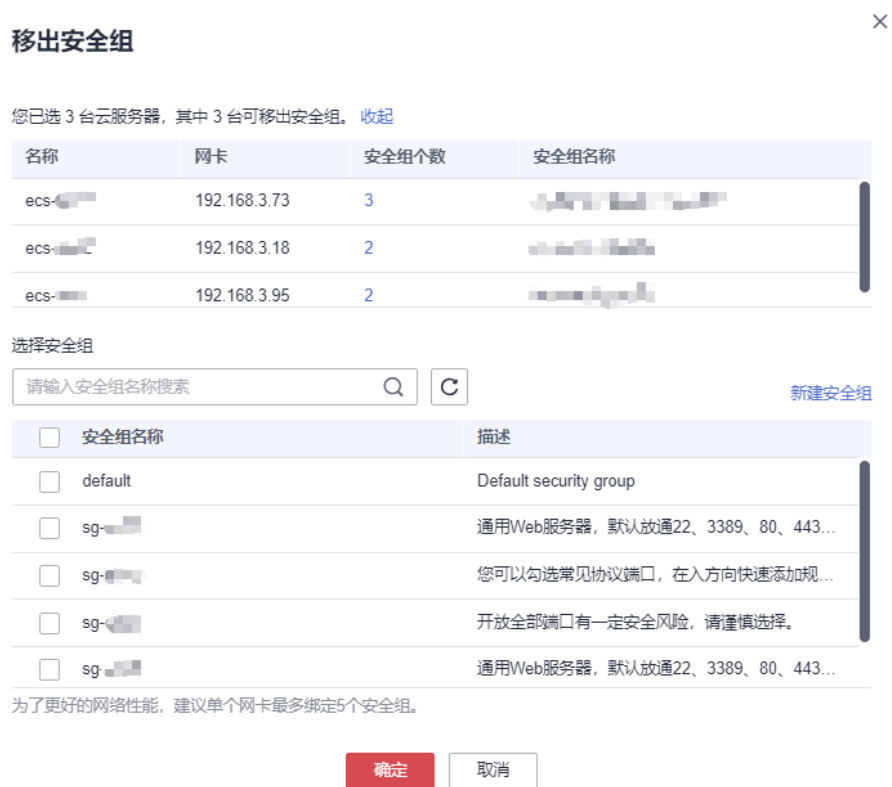 移出安全组
您已选 3 台云服务器，其中 3 台可移出安全组。 收起
名称 网卡 安全组个数 安全组名称
ecs- 192.168.3.73 3
ecs- 192.168.3.18 2
ecs- 192.168.3.95 2
选择安全组
请输入安全组名称搜索
新建安全组
安全组名称 描述
default Default security group
sg- 通用Web服务器，默认放通22、3389、80、443...
sg- 您可以勾选常见协议端口，在入方向快速添加规...
sg- 开放全部端口有一定安全风险，请谨慎选择。
sg- 通用Web服务器，默认放通22、3389、80、443...
为了更好的网络性能，建议单个网卡最多绑定5个安全组。
确定 取消